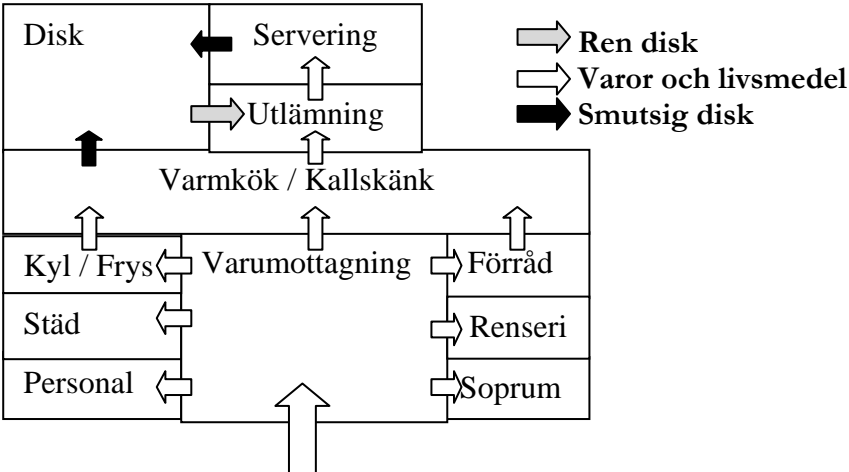 Disk
Servering
Utlämning
Ren disk
Varor och livsmedel
Smutsig disk
Varmkök / Kallskänk
Kyl / Frys
Varumottagning
Förråd
Städ
Renseri
Personal
Soprum